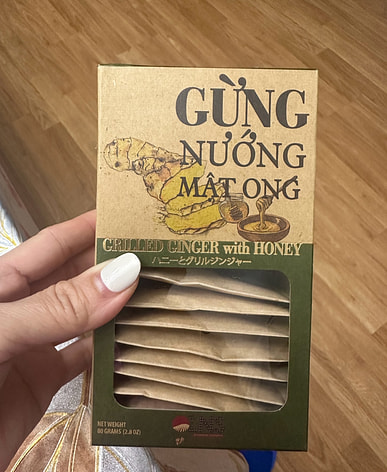 GỪNG
NƯỚNG
MẬT ONG
GRILLED GINGER with HONEY
ハニーとグリルジンジャー
NET WEIGHT
80 GRAMS (2.8 OZ)